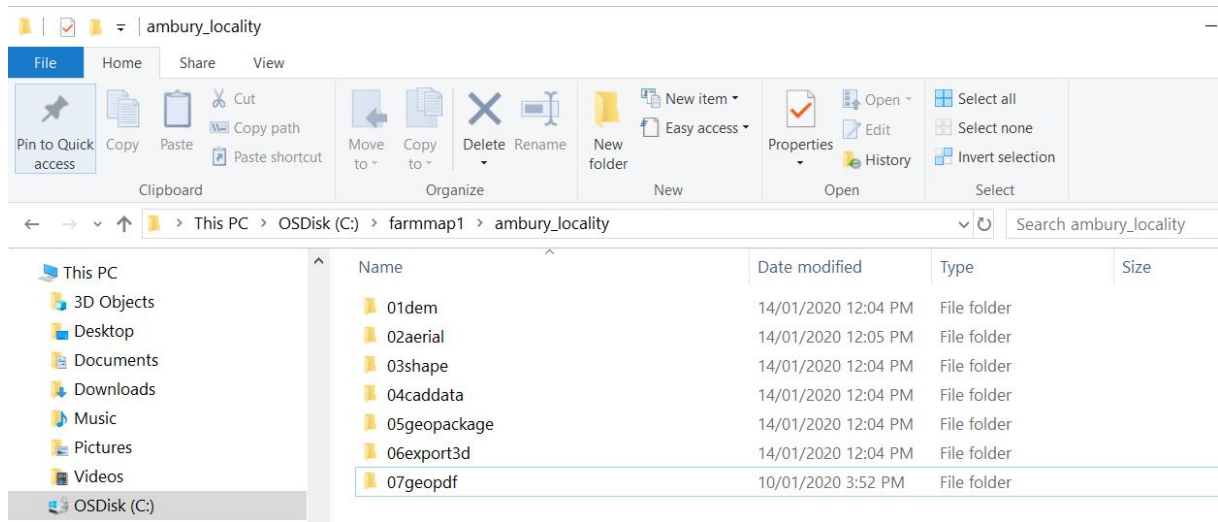 ambury_locality
File Home Share View
Pin to Quick access
Copy
Paste
Cut
Copy path
Paste shortcut
Clipboard
Move to
Copy to
Delete
Rename
Organize
New folder
New item
Easy access
New
Properties
Open
Edit
History
Open
Select all
Select none
Invert selection
Select
This PC > OSDisk (C:) > farmmap1 > ambury_locality
Search ambury_locality
This PC
3D Objects
Desktop
Documents
Downloads
Music
Pictures
Videos
OSDisk (C:)
Name Date modified Type Size
01dem 14/01/2020 12:04 PM File folder
02aerial 14/01/2020 12:05 PM File folder
03shape 14/01/2020 12:04 PM File folder
04caddata 14/01/2020 12:04 PM File folder
05geopackage 14/01/2020 12:04 PM File folder
06export3d 14/01/2020 12:04 PM File folder
07geopdf 10/01/2020 3:52 PM File folder